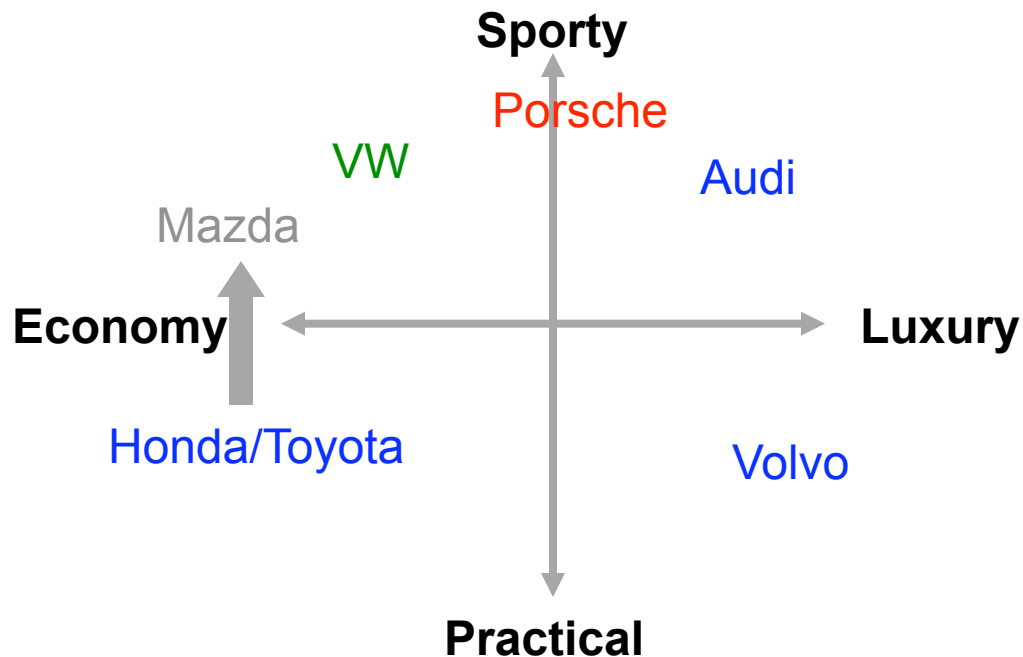 Sporty
Porsche
VW
Audi
Mazda
Economy
Luxury
Honda/Toyota
Volvo
Practical